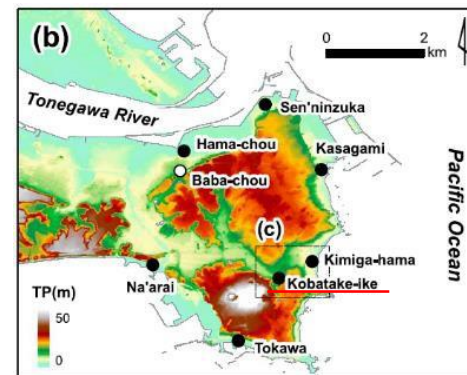 (b)
0 2
km
Tonegawa River
Sen'ninzuka
Hama-chou
Kasagami
Baba-chou
Pacific Ocean
(c)
Kimiga-hama
Na'arai
Kobatake-ike
TP(m)
50
0
Tokawa